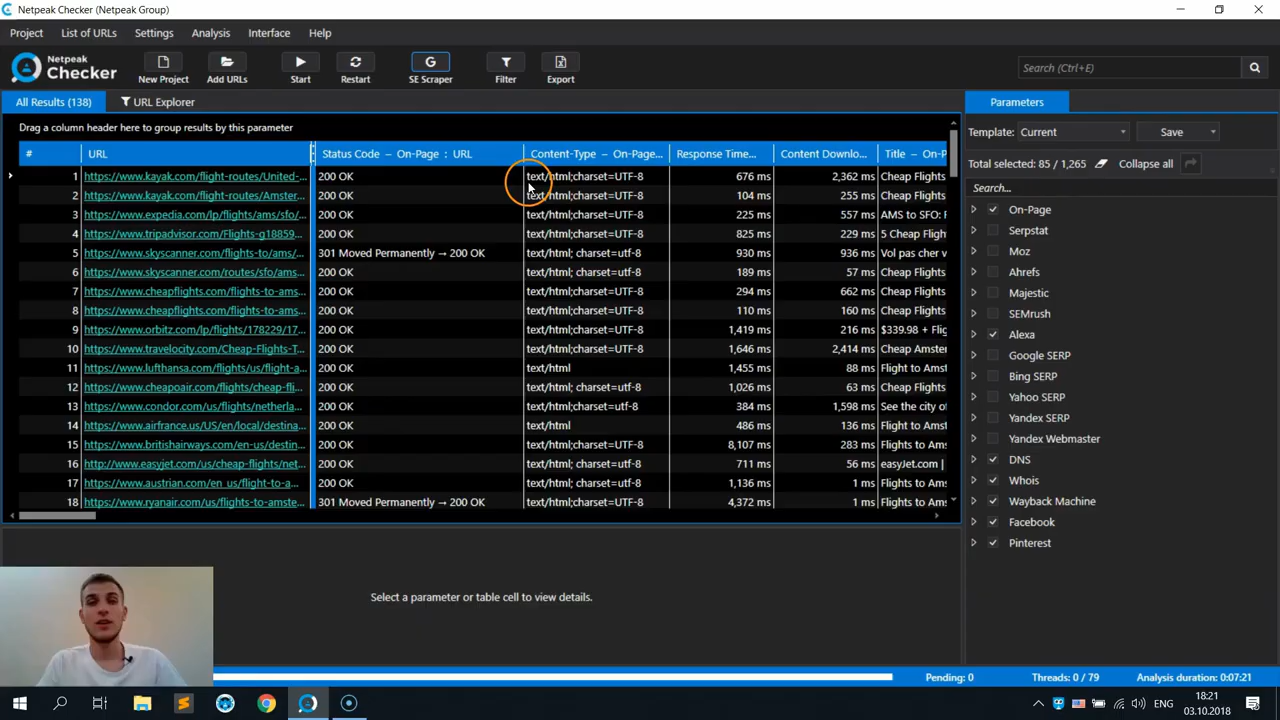 Netpeak Checker (Netpeak Group)
Project List of URLs Settings Analysis Interface Help
Netpeak Checker
New Project Add URLs Start Restart G SE Scraper Filter Export Search (Ctrl+E)
All Results (138) URL Explorer Parameters
Drag a column header here to group results by this parameter Template: Current Save
# URL Status Code – On-Page : URL Content-Type – On-Page... Response Time... Content Downlo... Title – On-P
Total selected: 85 / 1,265 Collapse all
Search...
1 https://www.kayak.com/flight-routes/United-... 200 OK text/html;charset=UTF-8 676 ms 2,362 ms Cheap Flights
2 https://www.kayak.com/flight-routes/Amster... 200 OK text/html;charset=UTF-8 104 ms 255 ms Cheap Flights
3 https://www.expedia.com/lp/flights/ams/sfo/... 200 OK text/html;charset=UTF-8 225 ms 557 ms AMS to SFO: F
4 https://www.tripadvisor.com/Flights-g18859... 200 OK text/html;charset=UTF-8 825 ms 229 ms 5 Cheap Flight
5 https://www.skyscanner.com/flights-to/ams/... 301 Moved Permanently → 200 OK text/html; charset=utf-8 930 ms 936 ms Vol pas cher v
6 https://www.skyscanner.com/routes/sfo/ams... 200 OK text/html; charset=utf-8 189 ms 57 ms Cheap Flights
7 https://www.cheapflights.com/flights-to-ams... 200 OK text/html;charset=UTF-8 294 ms 662 ms Cheap Flights
8 https://www.cheapflights.com/flights-to-ams... 200 OK text/html;charset=UTF-8 110 ms 160 ms Cheap Flights
9 https://www.orbitz.com/lp/flights/178229/17... 200 OK text/html;charset=UTF-8 1,419 ms 216 ms $339.98 + Flig
10 https://www.travelocity.com/Cheap-Flights-T... 200 OK text/html;charset=UTF-8 1,646 ms 2,414 ms Cheap Amster
11 https://www.lufthansa.com/flights/us/flight-a... 200 OK text/html 1,455 ms 88 ms Flight to Amst
12 https://www.cheapoair.com/flights/cheap-fli... 200 OK text/html; charset=utf-8 1,026 ms 63 ms Cheap Flights
13 https://www.condor.com/us/flights/netherla... 200 OK text/html;charset=utf-8 384 ms 1,598 ms See the city of
14 https://www.airfrance.us/US/en/local/destina... 200 OK text/html 486 ms 136 ms Flights to Ams
15 https://www.britishairways.com/en-us/destin... 200 OK text/html;charset=UTF-8 8,107 ms 283 ms Flights to Ams
16 http://www.easyjet.com/us/cheap-flights/net... 200 OK text/html; charset=utf-8 711 ms 56 ms easyJet.com |
17 https://www.austrian.com/en_us/flight-to-a... 200 OK text/html; charset=utf-8 1,136 ms 1 ms Flights to Ams
18 https://www.ryanair.com/us/flights-to-amste... 301 Moved Permanently → 200 OK text/html;charset=UTF-8 4,372 ms 1 ms Flights to Ams
On-Page
Serpstat
Moz
Ahrefs
Majestic
SEMrush
Alexa
Google SERP
Bing SERP
Yahoo SERP
Yandex SERP
Yandex Webmaster
DNS
Whois
Wayback Machine
Facebook
Pinterest
Select a parameter or table cell to view details.
Pending: 0 Threads: 0 / 79 Analysis duration: 0:07:21
ENG 18:21
03.10.2018